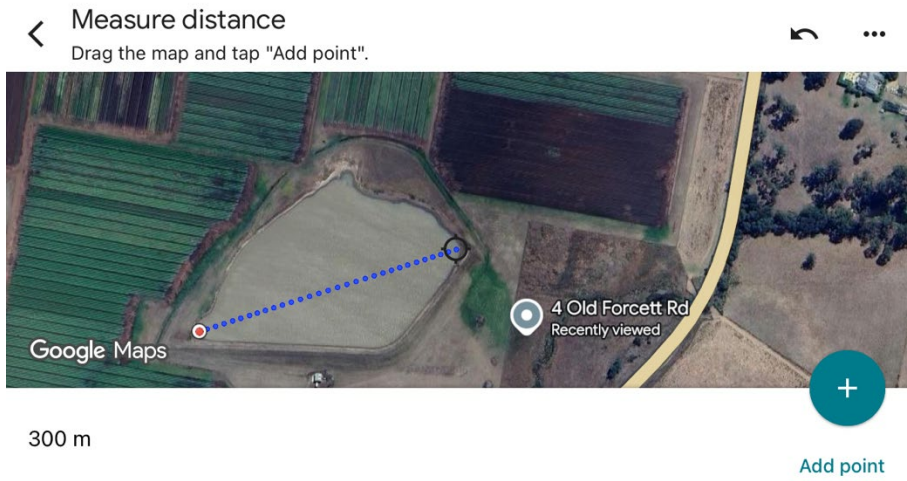 Measure distance
Drag the map and tap "Add point".
4 Old Forcett Rd
Recently viewed
Google Maps
300 m
Add point